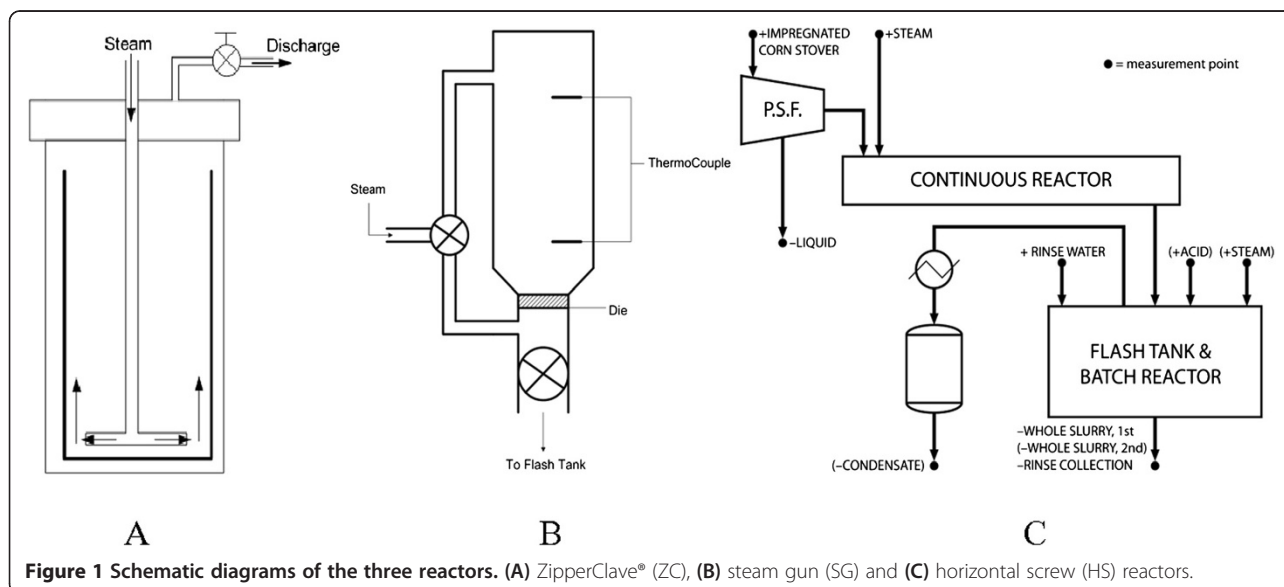 Steam
Discharge
A
Steam
ThermoCouple
Die
To Flash Tank
B
+IMPREGNATED
CORN STOVER
+STEAM
● = measurement point
P.S.F.
CONTINUOUS REACTOR
–LIQUID
+ RINSE WATER
(+ACID)
(+STEAM)
FLASH TANK &
BATCH REACTOR
–WHOLE SLURRY, 1st
(–WHOLE SLURRY, 2nd)
–RINSE COLLECTION
(–CONDENSATE)
C
Figure 1 Schematic diagrams of the three reactors. (A) ZipperClave® (ZC), (B) steam gun (SG) and (C) horizontal screw (HS) reactors.